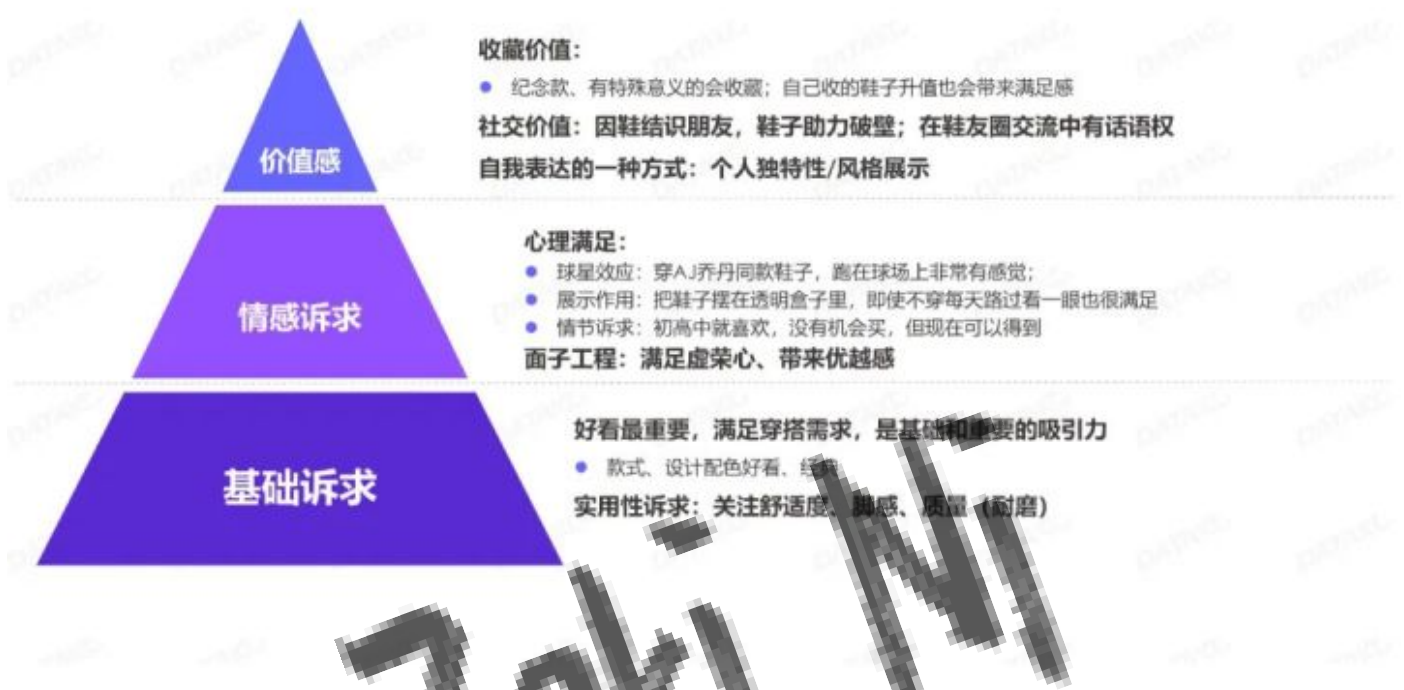 收藏价值：
纪念款、有特殊意义的会收藏；自己收的鞋子升值也会带来满足感
社交价值：因鞋结识朋友，鞋子助力破壁；在鞋友圈交流中有话语权
价值感
自我表达的一种方式：个人独特性/风格展示
心理满足：
球星效应：穿AJ乔丹同款鞋子，跑在球场上非常有感觉；
展示作用：把鞋子摆在透明盒子里，即使不穿每天路过看一眼也很满足
情感诉求
情节诉求：初高中就喜欢，没有机会买，但现在可以得到
面子工程：满足虚荣心、带来优越感
好看最重要，满足穿搭需求，是基础和重要的吸引力
款式、设计配色好看、经典
基础诉求
实用性诉求：关注舒适度、脚感、质量（耐磨）